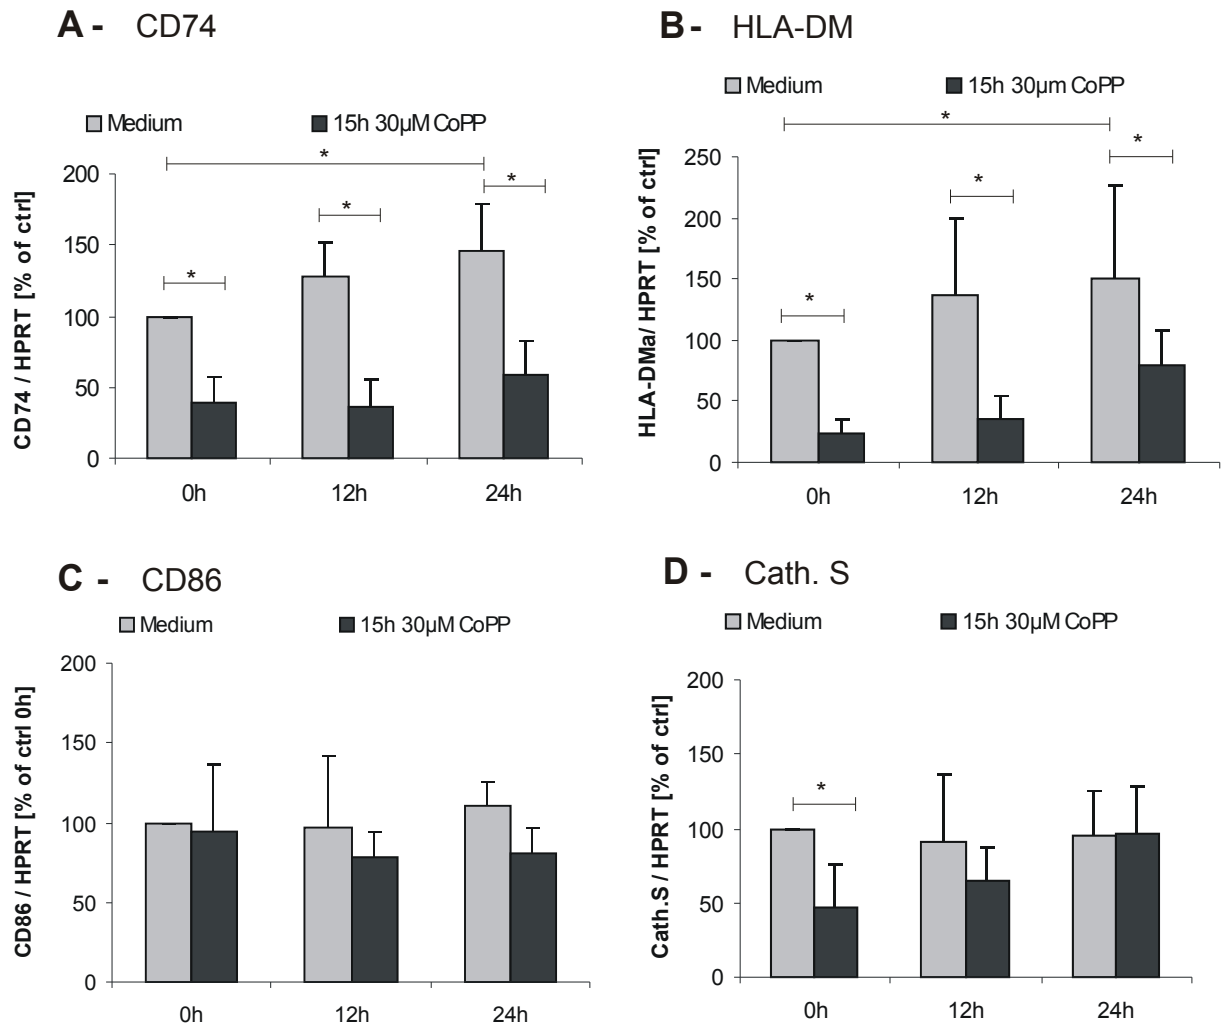 A - CD74
Medium
15h 30µM CoPP
CD74 / HPRT [% of ctrl]
200
150
100
50
0
*
*
*
*
0h
12h
24h
B - HLA-DM
Medium
15h 30µm CoPP
HLA-DMa/ HPRT [% of ctrl]
250
200
150
100
50
0
*
*
*
*
0h
12h
24h
C - CD86
Medium
15h 30µM CoPP
CD86 / HPRT [% of ctrl 0h]
200
150
100
50
0
0h
12h
24h
D - Cath. S
Medium
15h 30µM CoPP
Cath.S / HPRT [% of ctrl]
200
150
100
50
0
*
0h
12h
24h